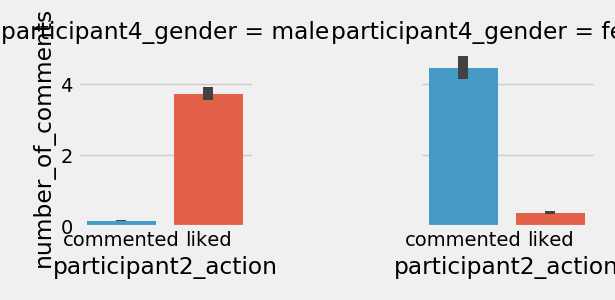 participant4_gender = male
participant4_gender = fe
number_of_comments
4
2
0
commented liked
commented liked
participant2_action
participant2_action